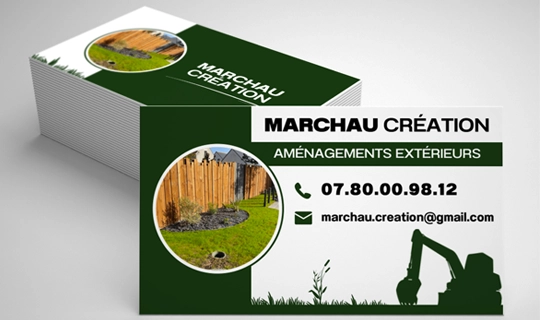 MARCHAU
CRÉATION
MARCHAU CRÉATION
AMÉNAGEMENTS EXTÉRIEURS
07.80.00.98.12
marchau.creation@gmail.com